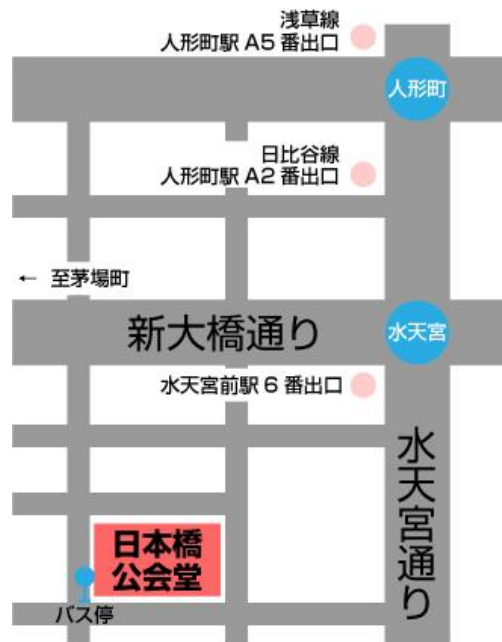 浅草線
人形町駅 A5 番出口
人形町
日比谷線
人形町駅 A2 番出口
← 至茅場町
新大橋通り
水天宮
水天宮前駅 6 番出口
水天宮通り
日本橋
公会堂
バス停